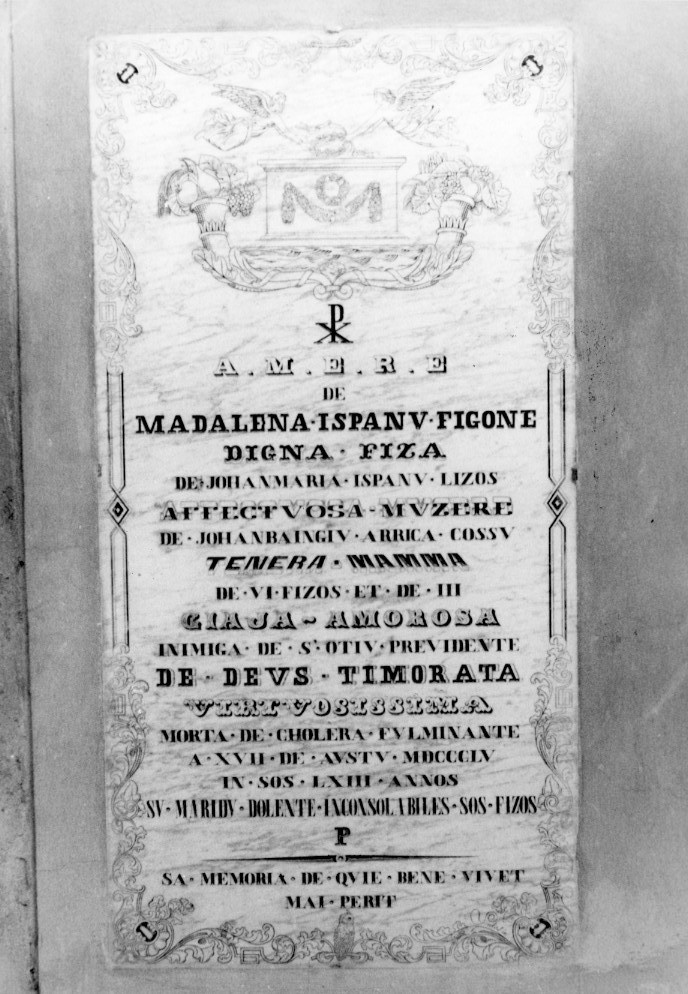 ☧
A . M . E . R . E
DE
MADALENA · ISPANV · FIGONE
DIGNA · FIZA
DE · JOHANMARIA · ISPANV · LIZOS
AFFECTVOSA - MVZERE
DE · JOHANBAINGIV · ARRICA · COSSV
TENERA · MAMMA
DE · VI · FIZOS · ET · DE · III
GIAJA ~ AMOROSA
INIMIGA · DE · S' · OTIV · PREVIDENTE
DE · DEVS · TIMORATA
VIRTVOSISSIMA
MORTA · DE · CHOLERA · FVLMINANTE
A · XVII · DE · AVSTV · MDCCCLV
IN · SOS · LXIII · ANNOS
SV · MARIDV · DOLENTE · INCONSOLABILES · SOS · FIZOS
P
SA · MEMORIA · DE · QVIE · BENE · VIVET
MAI · PERIT